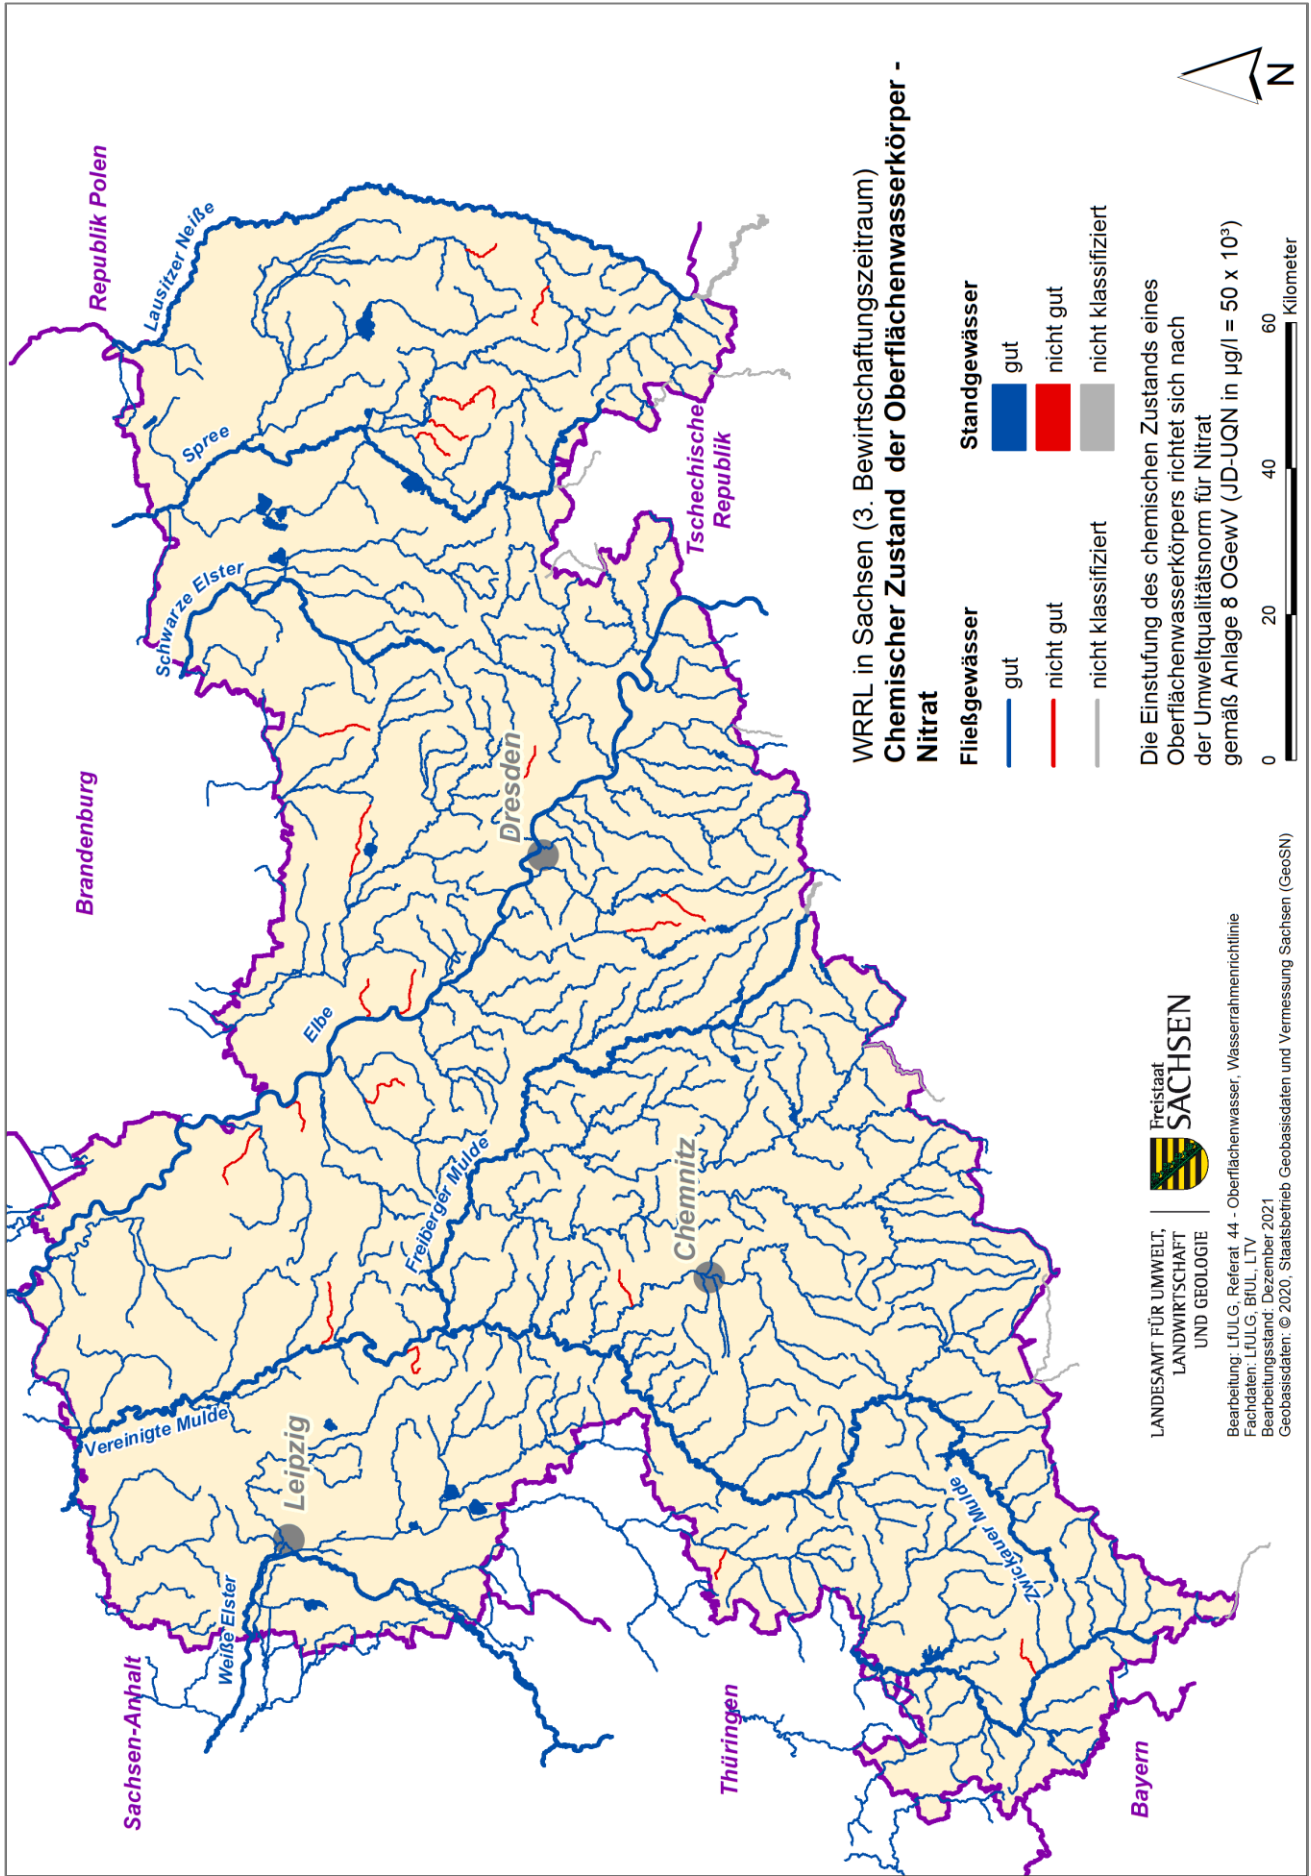 Republik Polen
Lausitzer Neiße
Spree
Schwarze Elster
Brandenburg
Elbe
Dresden
Tschechische
Republik
Freiberger Mulde
Chemnitz
Vereinigte Mulde
Leipzig
Weiße Elster
Sachsen-Anhalt
Zwickauer Mulde
Thüringen
Bayern
WRRL in Sachsen (3. Bewirtschaftungszeitraum)
Chemischer Zustand der Oberflächenwasserkörper -
Nitrat
Fließgewässer
gut
nicht gut
nicht klassifiziert
Standgewässer
gut
nicht gut
nicht klassifiziert
Die Einstufung des chemischen Zustands eines
Oberflächenwasserkörpers richtet sich nach
der Umweltqualitätsnorm für Nitrat
gemäß Anlage 8 OGewV (JD-UQN in µg/l = 50 x 10³)
0 20 40 60
Kilometer
N
LANDESAMT FÜR UMWELT,
LANDWIRTSCHAFT
UND GEOLOGIE
Freistaat
SACHSEN
Bearbeitung: LfULG, Referat 44 - Oberflächenwasser, Wasserrahmenrichtlinie
Fachdaten: LfULG, BfUL, LTV
Bearbeitungsstand: Dezember 2021
Geobasisdaten: © 2020, Staatsbetrieb Geobasisdaten und Vermessung Sachsen (GeoSN)